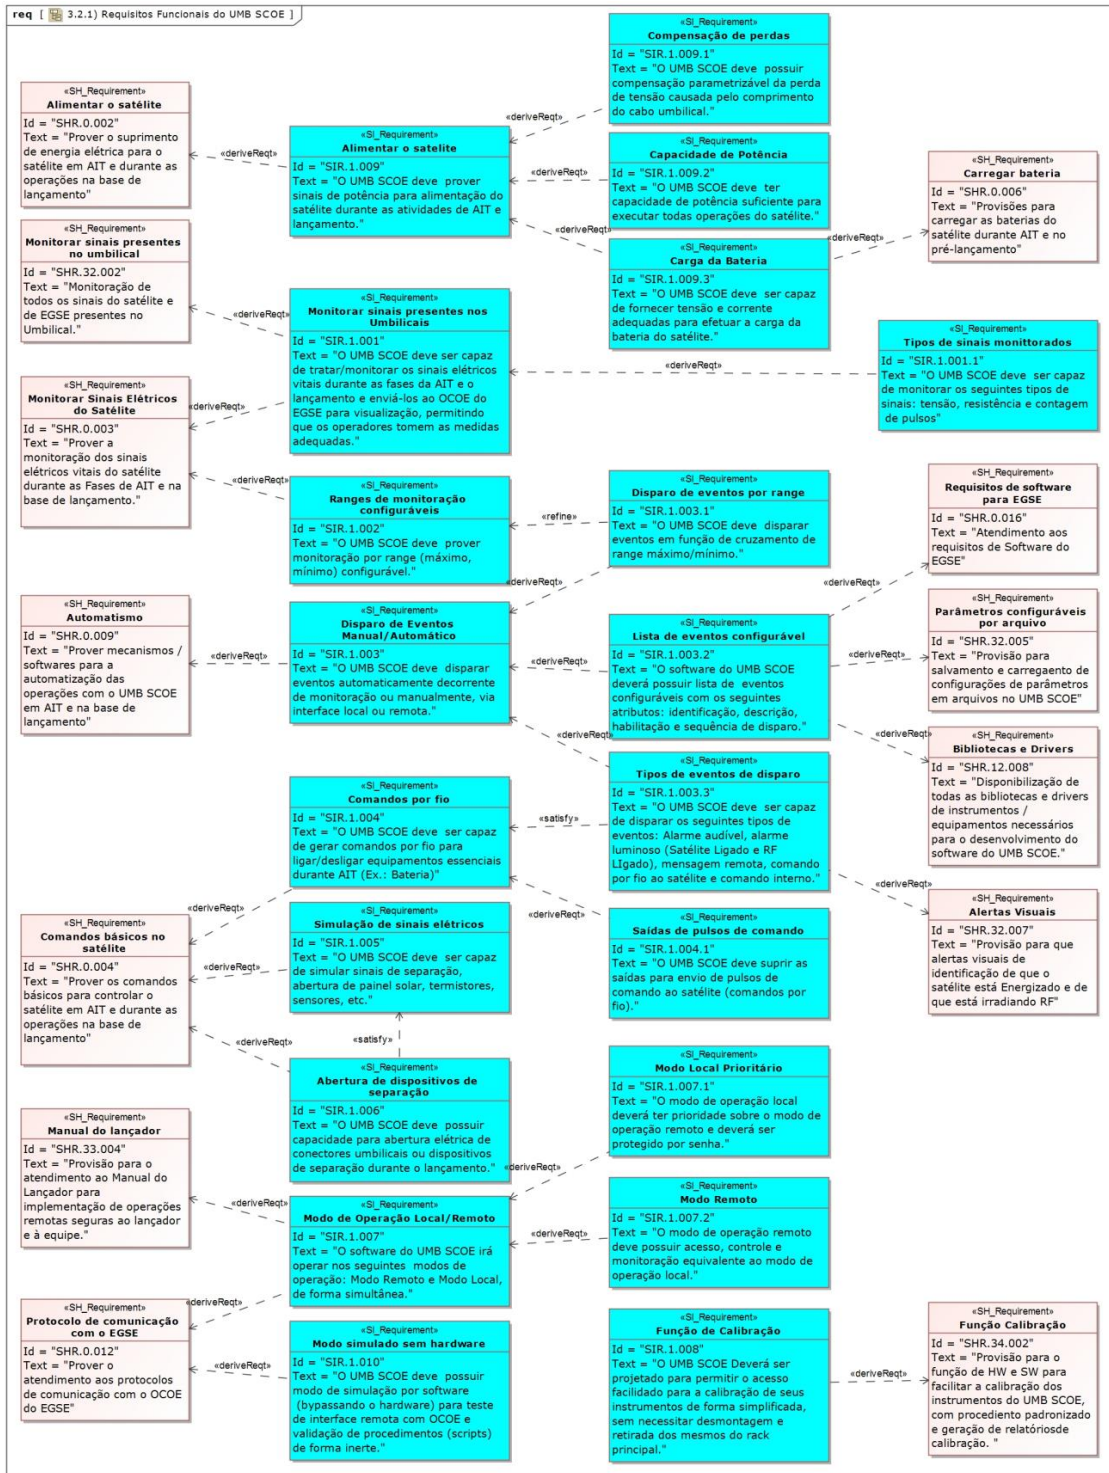 req [ 3.2.1) Requisitos Funcionais do UMB SCOE ]
«SH_Requirement»
Alimentar o satélite
Id = "SHR.0.002"
Text = "Prover o suprimento
de energia elétrica para o
satélite em AIT e durante as
operações na base de
lançamento"
«SH_Requirement»
Monitorar sinais presentes
no umbilical
Id = "SHR.32.002"
Text = "Monitoração de
todos os sinais do satélite e
de EGSE presentes no
Umbilical."
«SH_Requirement»
Monitorar Sinais Elétricos
do Satélite
Id = "SHR.0.003"
Text = "Prover a
monitoração dos sinais
elétricos vitais do satélite
durante as Fases de AIT e na
base de lançamento."
«SH_Requirement»
Automatismo
Id = "SHR.0.009"
Text = "Prover mecanismos /
softwares para a
automatização das
operações com o UMB SCOE
em AIT e na base de
lançamento"
«SH_Requirement»
Comandos básicos no
satélite
Id = "SHR.0.004"
Text = "Prover os comandos
básicos para controlar o
satélite em AIT e durante as
operações na base de
lançamento"
«SH_Requirement»
Manual do lançador
Id = "SHR.33.004"
Text = "Provisão para o
atendimento ao Manual do
Lançador para
implementação de operações
remotas seguras ao lançador
e à equipe."
«SH_Requirement»
Protocolo de comunicação
com o EGSE
Id = "SHR.0.012"
Text = "Prover o
atendimento aos protocolos
de comunicação com o OCOE
do EGSE"
«deriveReqt»
«deriveReqt»
«deriveReqt»
«deriveReqt»
«deriveReqt»
«deriveReqt»
«deriveReqt»
«deriveReqt»
«deriveReqt»
«deriveReqt»
«deriveReqt»
«SI_Requirement»
Alimentar o satelite
Id = "SIR.1.009"
Text = "O UMB SCOE deve  prover
sinais de potência para alimentação do
satélite durante as atividades de AIT e
lançamento."
«SI_Requirement»
Monitorar sinais presentes nos
Umbilicais
Id = "SIR.1.001"
Text = "O UMB SCOE deve ser capaz
de tratar/monitorar os sinais elétricos
vitais durante as fases da AIT e o
lançamento e enviá-los ao OCOE do
EGSE para visualização, permitindo
que os operadores tomem as medidas
adequadas."
«SI_Requirement»
Ranges de monitoração
configuráveis
Id = "SIR.1.002"
Text = "O UMB SCOE deve  prover
monitoração por range (máximo,
mínimo) configurável."
«SI_Requirement»
Disparo de Eventos
Manual/Automático
Id = "SIR.1.003"
Text = "O UMB SCOE deve  disparar
eventos automaticamente decorrente
de monitoração ou manualmente, via
interface local ou remota."
«SI_Requirement»
Comandos por fio
Id = "SIR.1.004"
Text = "O UMB SCOE deve  ser capaz
de gerar comandos por fio para
ligar/desligar equipamentos essenciais
durante AIT (Ex.: Bateria)"
«SI_Requirement»
Simulação de sinais elétricos
Id = "SIR.1.005"
Text = "O UMB SCOE deve  ser capaz
de simular sinais de separação,
abertura de painel solar, termistores,
sensores, etc."
«satisfy»
«SI_Requirement»
Abertura de dispositivos de
separação
Id = "SIR.1.006"
Text = "O UMB SCOE deve  possuir
capacidade para abertura elétrica de
conectores umbilicais ou dispositivos
de separação durante o lançamento."
«SI_Requirement»
Modo de Operação Local/Remoto
Id = "SIR.1.007"
Text = "O software do UMB SCOE irá
operar nos seguintes  modos de
operação: Modo Remoto e Modo Local,
de forma simultânea."
«SI_Requirement»
Modo simulado sem hardware
Id = "SIR.1.010"
Text = "O UMB SCOE deve  possuir
modo de simulação por software
(bypassando o hardware) para teste
de interface remota com OCOE e
validação de procedimentos (scripts)
de forma inerte."
«deriveReqt»
«deriveReqt»
«deriveReqt»
«deriveReqt»
«refine»
«deriveReqt»
«deriveReqt»
«deriveReqt»
«satisfy»
«deriveReqt»
«deriveReqt»
«deriveReqt»
«SI_Requirement»
Compensação de perdas
Id = "SIR.1.009.1"
Text = "O UMB SCOE deve  possuir
compensação parametrizável da perda
de tensão causada pelo comprimento
do cabo umbilical."
«SI_Requirement»
Capacidade de Potência
Id = "SIR.1.009.2"
Text = "O UMB SCOE deve  ter
capacidade de potência suficiente para
executar todas operações do satélite."
«SI_Requirement»
Carga da Bateria
Id = "SIR.1.009.3"
Text = "O UMB SCOE deve  ser capaz
de fornecer tensão e corrente
adequadas para efetuar a carga da
bateria do satélite."
«SI_Requirement»
Disparo de eventos por range
Id = "SIR.1.003.1"
Text = "O UMB SCOE deve  disparar
eventos em função de cruzamento de
range máximo/mínimo."
«SI_Requirement»
Lista de eventos configurável
Id = "SIR.1.003.2"
Text = "O software do UMB SCOE
deverá possuir lista de  eventos
configuráveis com os seguintes
atributos: identificação, descrição,
habilitação e sequência de disparo."
«SI_Requirement»
Tipos de eventos de disparo
Id = "SIR.1.003.3"
Text = "O UMB SCOE deve  ser capaz
de disparar os seguintes tipos de
eventos: Alarme audível, alarme
luminoso (Satélite Ligado e RF
LIgado), mensagem remota, comando
por fio ao satélite e comando interno."
«SI_Requirement»
Saídas de pulsos de comando
Id = "SIR.1.004.1"
Text = "O UMB SCOE deve suprir as
saídas para envio de pulsos de
comando ao satélite (comandos por
fio)."
«SI_Requirement»
Modo Local Prioritário
Id = "SIR.1.007.1"
Text = "O modo de operação local
deverá ter prioridade sobre o modo de
operação remoto e deverá ser
protegido por senha."
«SI_Requirement»
Modo Remoto
Id = "SIR.1.007.2"
Text = "O modo de operação remoto
deve possuir acesso, controle e
monitoração equivalente ao modo de
operação local."
«SI_Requirement»
Função de Calibração
Id = "SIR.1.008"
Text = "O UMB SCOE Deverá ser
projetado para permitir o acesso
facilidado para a calibração de seus
instrumentos de forma simplificada,
sem necessitar desmontagem e
retirada dos mesmos do rack
principal."
«deriveReqt»
«deriveReqt»
«deriveReqt»
«deriveReqt»
«deriveReqt»
«deriveReqt»
«SH_Requirement»
Carregar bateria
Id = "SHR.0.006"
Text = "Provisões para
carregar as baterias do
satélite durante AIT e no
pré-lançamento"
«SI_Requirement»
Tipos de sinais monittorados
Id = "SIR.1.001.1"
Text = "O UMB SCOE deve  ser capaz
de monitorar os seguintes tipos de
sinais: tensão, resistência e contagem
de pulsos"
«SH_Requirement»
Requisitos de software
para EGSE
Id = "SHR.0.016"
Text = "Atendimento aos
requisitos de Software do
EGSE"
«SH_Requirement»
Parâmetros configuráveis
por arquivo
Id = "SHR.32.005"
Text = "Provisão para
salvamento e carregaento de
configurações de parâmetros
em arquivos no UMB SCOE"
«SH_Requirement»
Bibliotecas e Drivers
Id = "SHR.12.008"
Text = "Disponibilização de
todas as bibliotecas e drivers
de instrumentos /
equipamentos necessários
para o desenvolvimento do
software do UMB SCOE."
«SH_Requirement»
Alertas Visuais
Id = "SHR.32.007"
Text = "Provisão para que
alertas visuais de
identificação de que o
satélite está Energizado e de
que está irradiando RF"
«SH_Requirement»
Função Calibração
Id = "SHR.34.002"
Text = "Provisão para o
função de HW e SW para
facilitar a calibração dos
instrumentos do UMB SCOE,
com procediento padronizado
e geração de relatóriosde
calibração. "